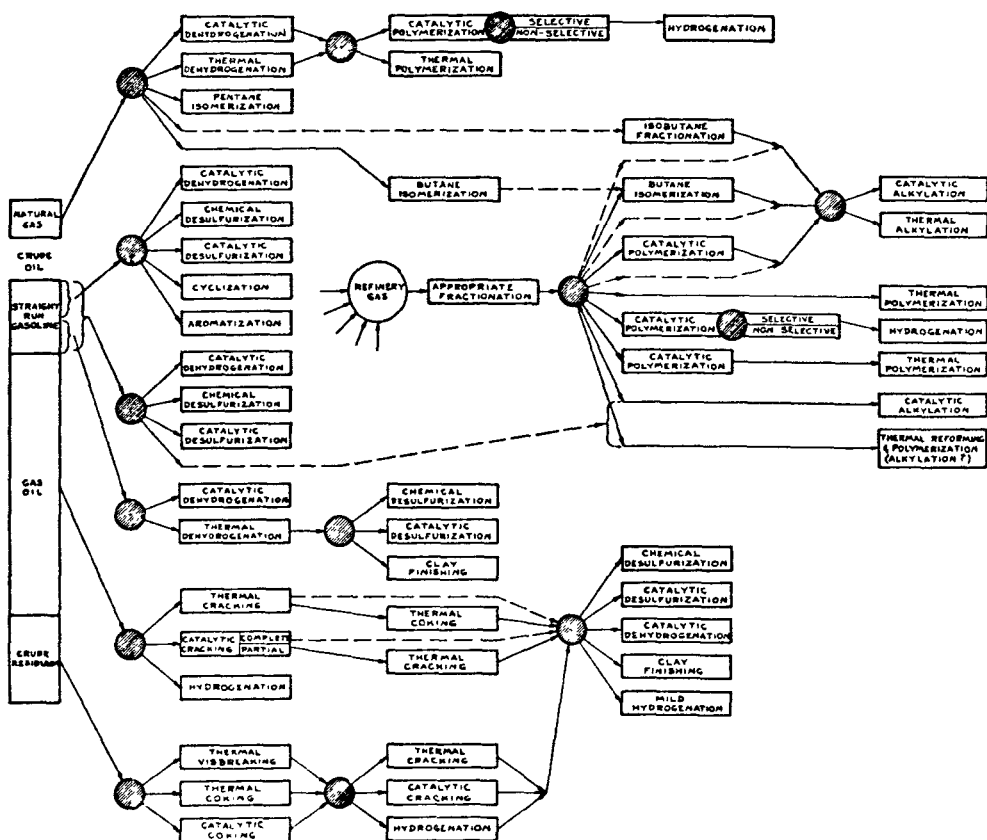 CATALYTIC
DEHYDROGENATION
THERMAL
DEHYDROGENATION
PENTANE
ISOMERIZATION
CATALYTIC
POLYMERIZATION
SELECTIVE
NON-SELECTIVE
THERMAL
POLYMERIZATION
HYDROGENATION
ISOBUTANE
FRACTIONATION
BUTANE
ISOMERIZATION
BUTANE
ISOMERIZATION
CATALYTIC
POLYMERIZATION
CATALYTIC
ALKYLATION
THERMAL
ALKYLATION
NATURAL
GAS
CRUDE
OIL
STRAIGHT
RUN
GASOLINE
GAS
OIL
CRUDE
RESIDUUM
CATALYTIC
DEHYDROGENATION
CHEMICAL
DESULFURIZATION
CATALYTIC
DESULFURIZATION
CYCLIZATION
AROMATIZATION
REFINERY
GAS
APPROPRIATE
FRACTIONATION
THERMAL
POLYMERIZATION
CATALYTIC
POLYMERIZATION
SELECTIVE
NON SELECTIVE
HYDROGENATION
CATALYTIC
POLYMERIZATION
THERMAL
POLYMERIZATION
CATALYTIC
ALKYLATION
THERMAL REFORMING
& POLYMERIZATION
(ALKYLATION ?)
CATALYTIC
DEHYDROGENATION
CHEMICAL
DESULFURIZATION
CATALYTIC
DESULFURIZATION
CATALYTIC
DEHYDROGENATION
THERMAL
DEHYDROGENATION
CHEMICAL
DESULFURIZATION
CATALYTIC
DESULFURIZATION
CLAY
FINISHING
THERMAL
CRACKING
CATALYTIC
CRACKING
COMPLETE
PARTIAL
HYDROGENATION
THERMAL
COKING
THERMAL
CRACKING
CHEMICAL
DESULFURIZATION
CATALYTIC
DESULFURIZATION
CATALYTIC
DEHYDROGENATION
CLAY
FINISHING
MILD
HYDROGENATION
THERMAL
VISBREAKING
THERMAL
COKING
CATALYTIC
COKING
THERMAL
CRACKING
CATALYTIC
CRACKING
HYDROGENATION